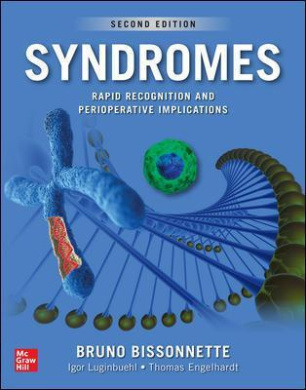 SECOND EDITION
SYNDROMES
RAPID RECOGNITION AND
PERIOPERATIVE IMPLICATIONS
Mc
Graw
Hill
BRUNO BISSONNETTE
Igor Luginbuehl • Thomas Engelhardt